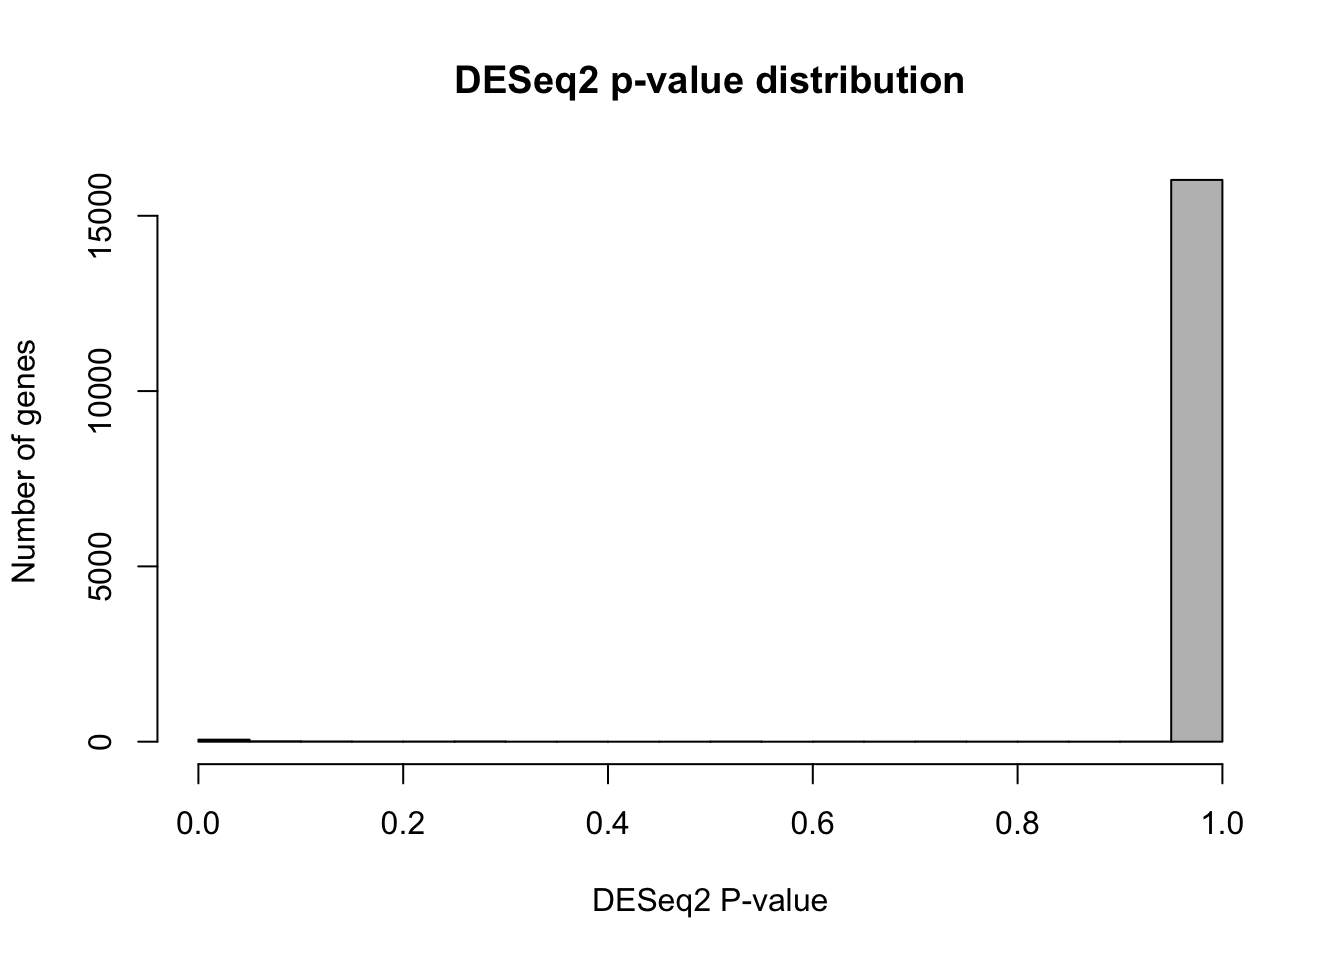 DESeq2 p-value distribution
Number of genes
15000
10000
5000
0
0.0 0.2 0.4 0.6 0.8 1.0
DESeq2 P-value